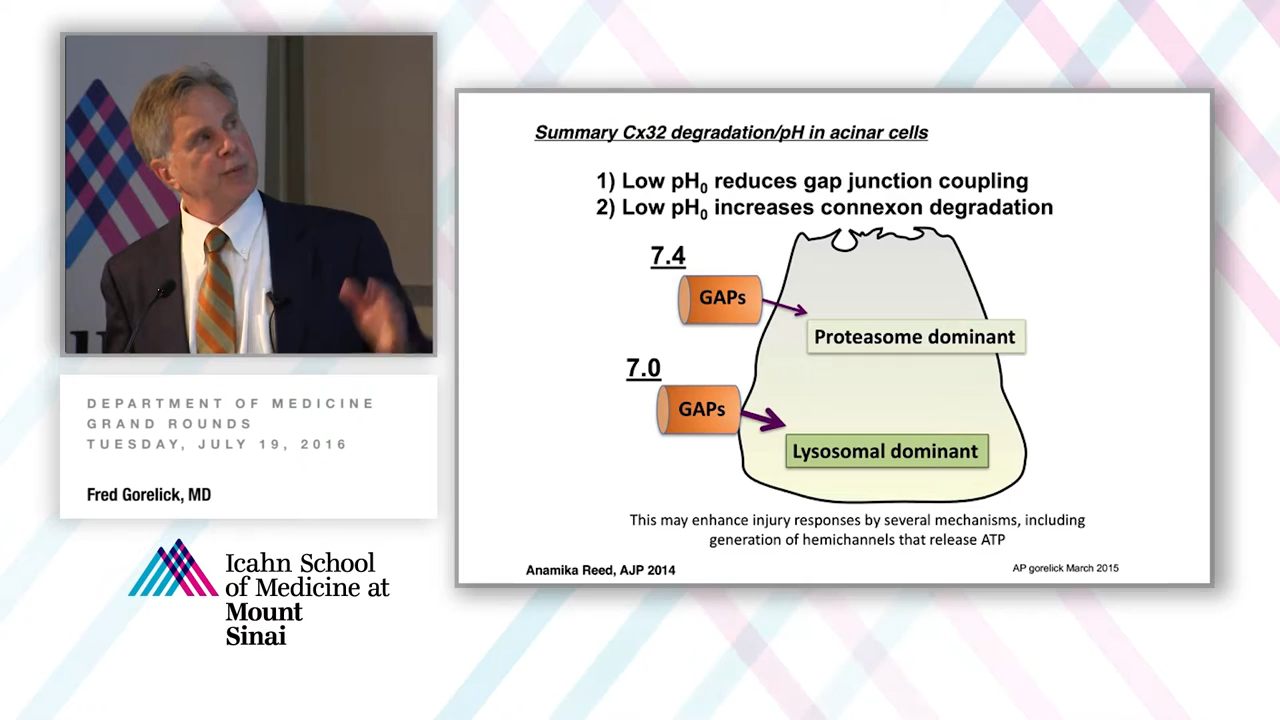 Summary Cx32 degradation/pH in acinar cells
1) Low pH0 reduces gap junction coupling
2) Low pH0 increases connexon degradation
7.4
GAPs
Proteasome dominant
7.0
GAPs
Lysosomal dominant
This may enhance injury responses by several mechanisms, including
generation of hemichannels that release ATP
Anamika Reed, AJP 2014
AP gorelick March 2015
DEPARTMENT OF MEDICINE
GRAND ROUNDS
TUESDAY, JULY 19, 2016
Fred Gorelick, MD
Icahn School
of Medicine at
Mount
Sinai